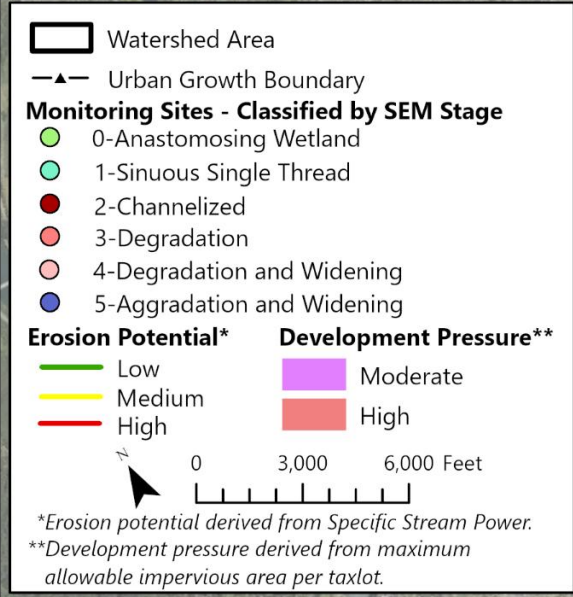 Watershed Area
Urban Growth Boundary
Monitoring Sites - Classified by SEM Stage
0-Anastomosing Wetland
1-Sinuous Single Thread
2-Channelized
3-Degradation
4-Degradation and Widening
5-Aggradation and Widening
Erosion Potential* Development Pressure**
Low
Medium
High
Moderate
High
N
0 3,000 6,000 Feet
*Erosion potential derived from Specific Stream Power.
**Development pressure derived from maximum
allowable impervious area per taxlot.